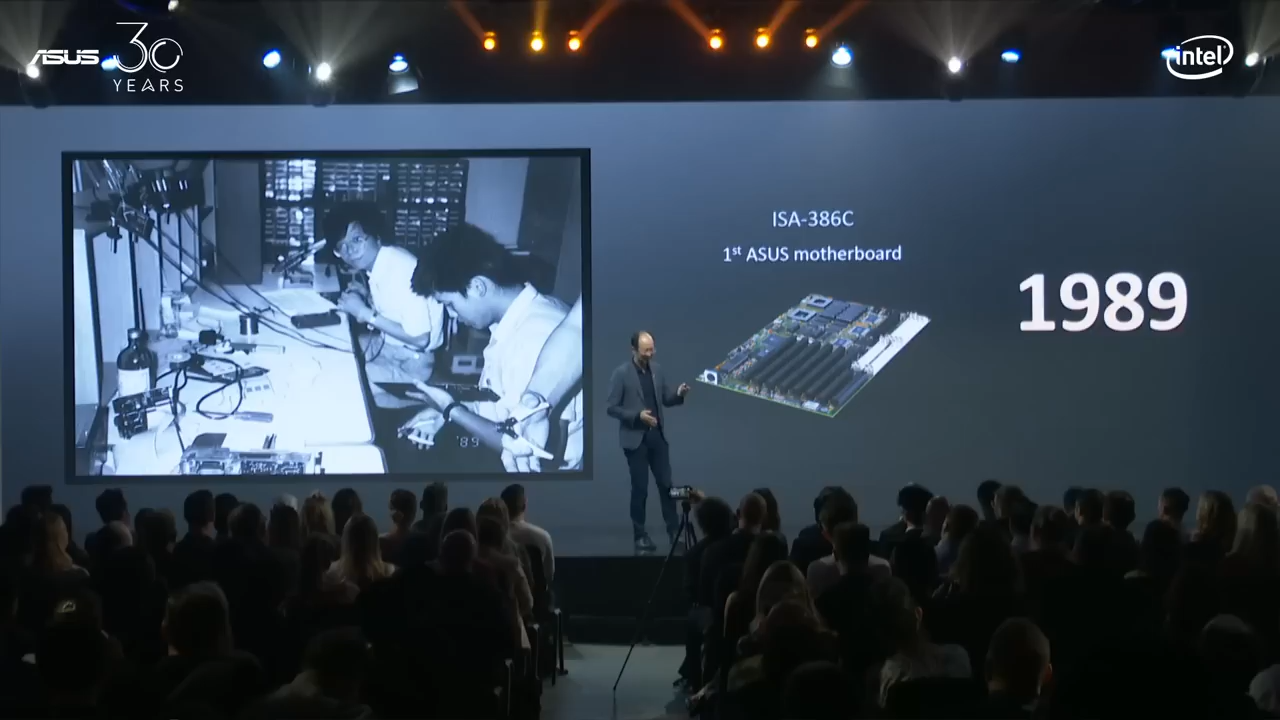 ASUS
30
YEARS
intel
ISA-386C
1st ASUS motherboard
1989
'89